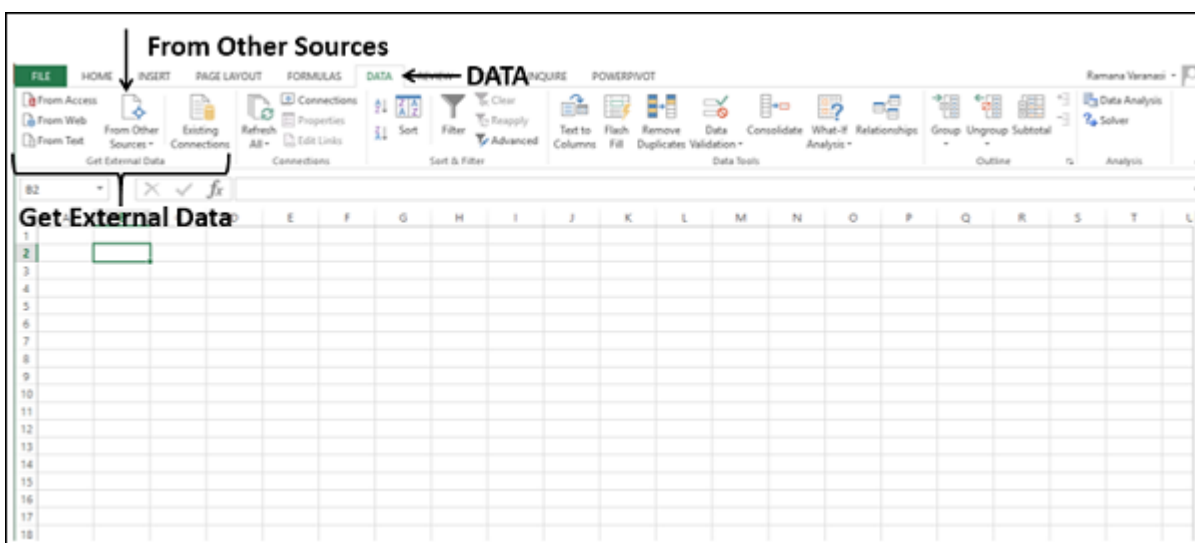 From Other Sources
FILE HOME INSERT PAGE LAYOUT FORMULAS DATA DATA INQUIRE POWERPIVOT Ramana Varanasi
From Access From Other Existing Refresh Connections Sort Filter Clear Text to Flash Remove Data Consolidate What-If Relationships Group Ungroup Subtotal Data Analysis
From Web Sources Connections All Properties Reapply Columns Fill Duplicates Validation Analysis Solver
From Text Edit Links Advanced
Get External Data Connections Sort & Filter Data Tools Outline Analysis
B2 fx
Get External Data
D E F G H I J K L M N O P Q R S T U
1
2
3
4
5
6
7
8
9
10
11
12
13
14
15
16
17
18